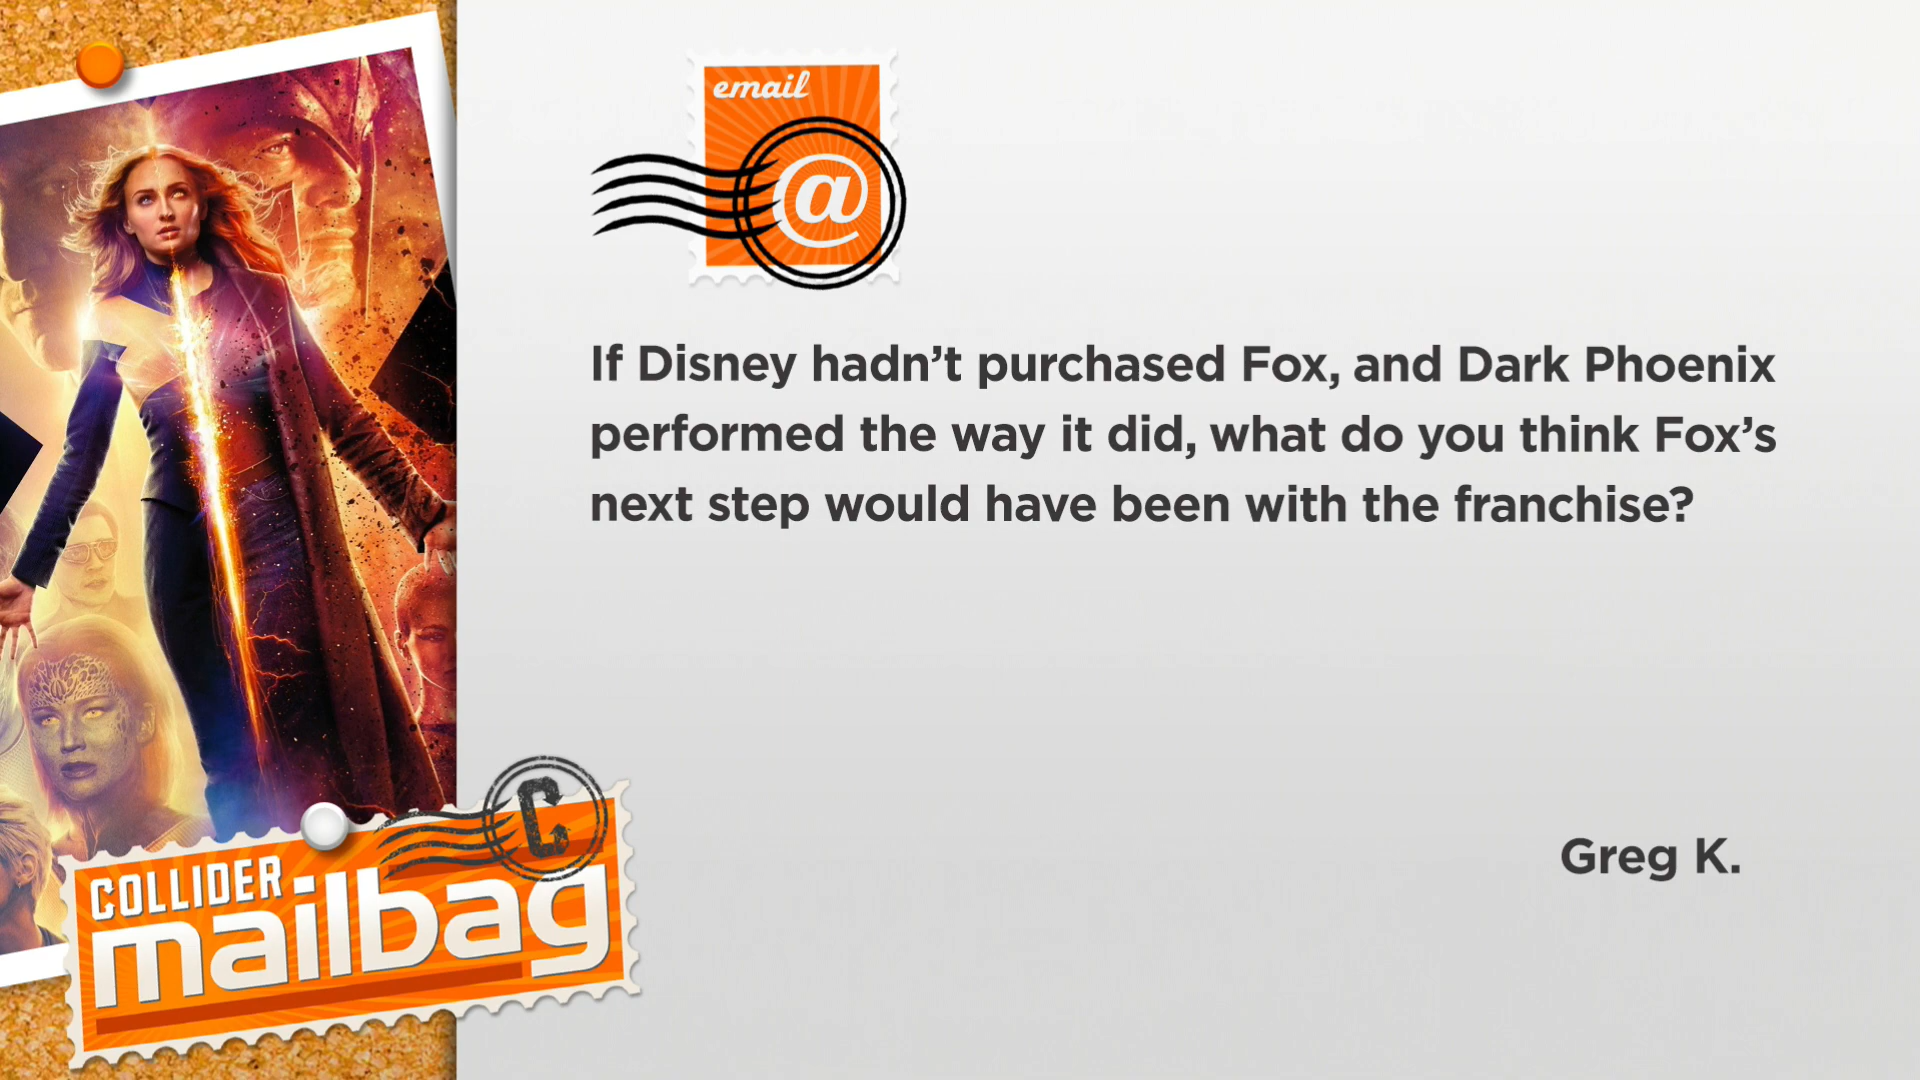 email
@
If Disney hadn’t purchased Fox, and Dark Phoenix
performed the way it did, what do you think Fox’s
next step would have been with the franchise?
Greg K.
C
COLLIDER
mailbag